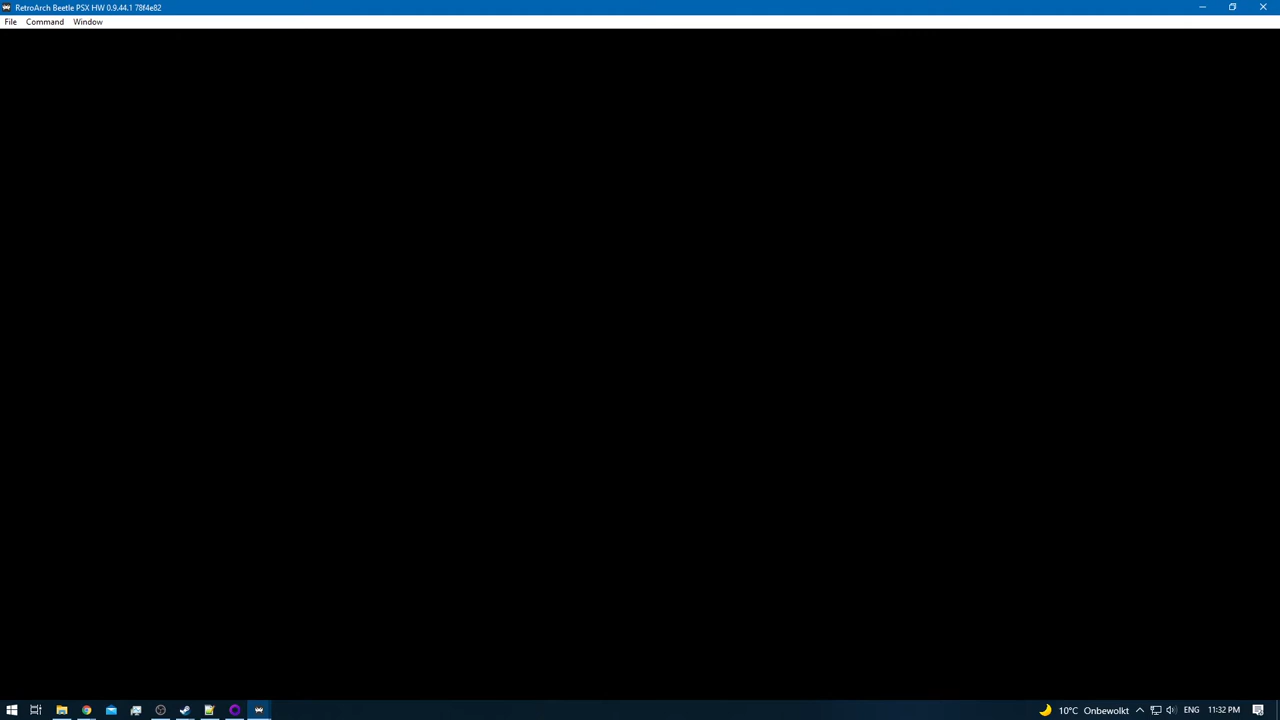 RetroArch Beetle PSX HW 0.9.44.1 78f4e82
File Command Window
10°C Onbewolkt ENG 11:32 PM